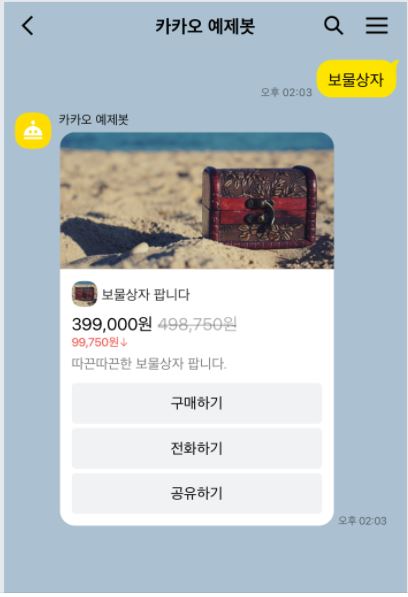 카카오 예제봇
보물상자
오후 02:03
카카오 예제봇
보물상자 팝니다
399,000원 498,750원
99,750원↓
따끈따끈한 보물상자 팝니다.
구매하기
전화하기
공유하기
오후 02:03